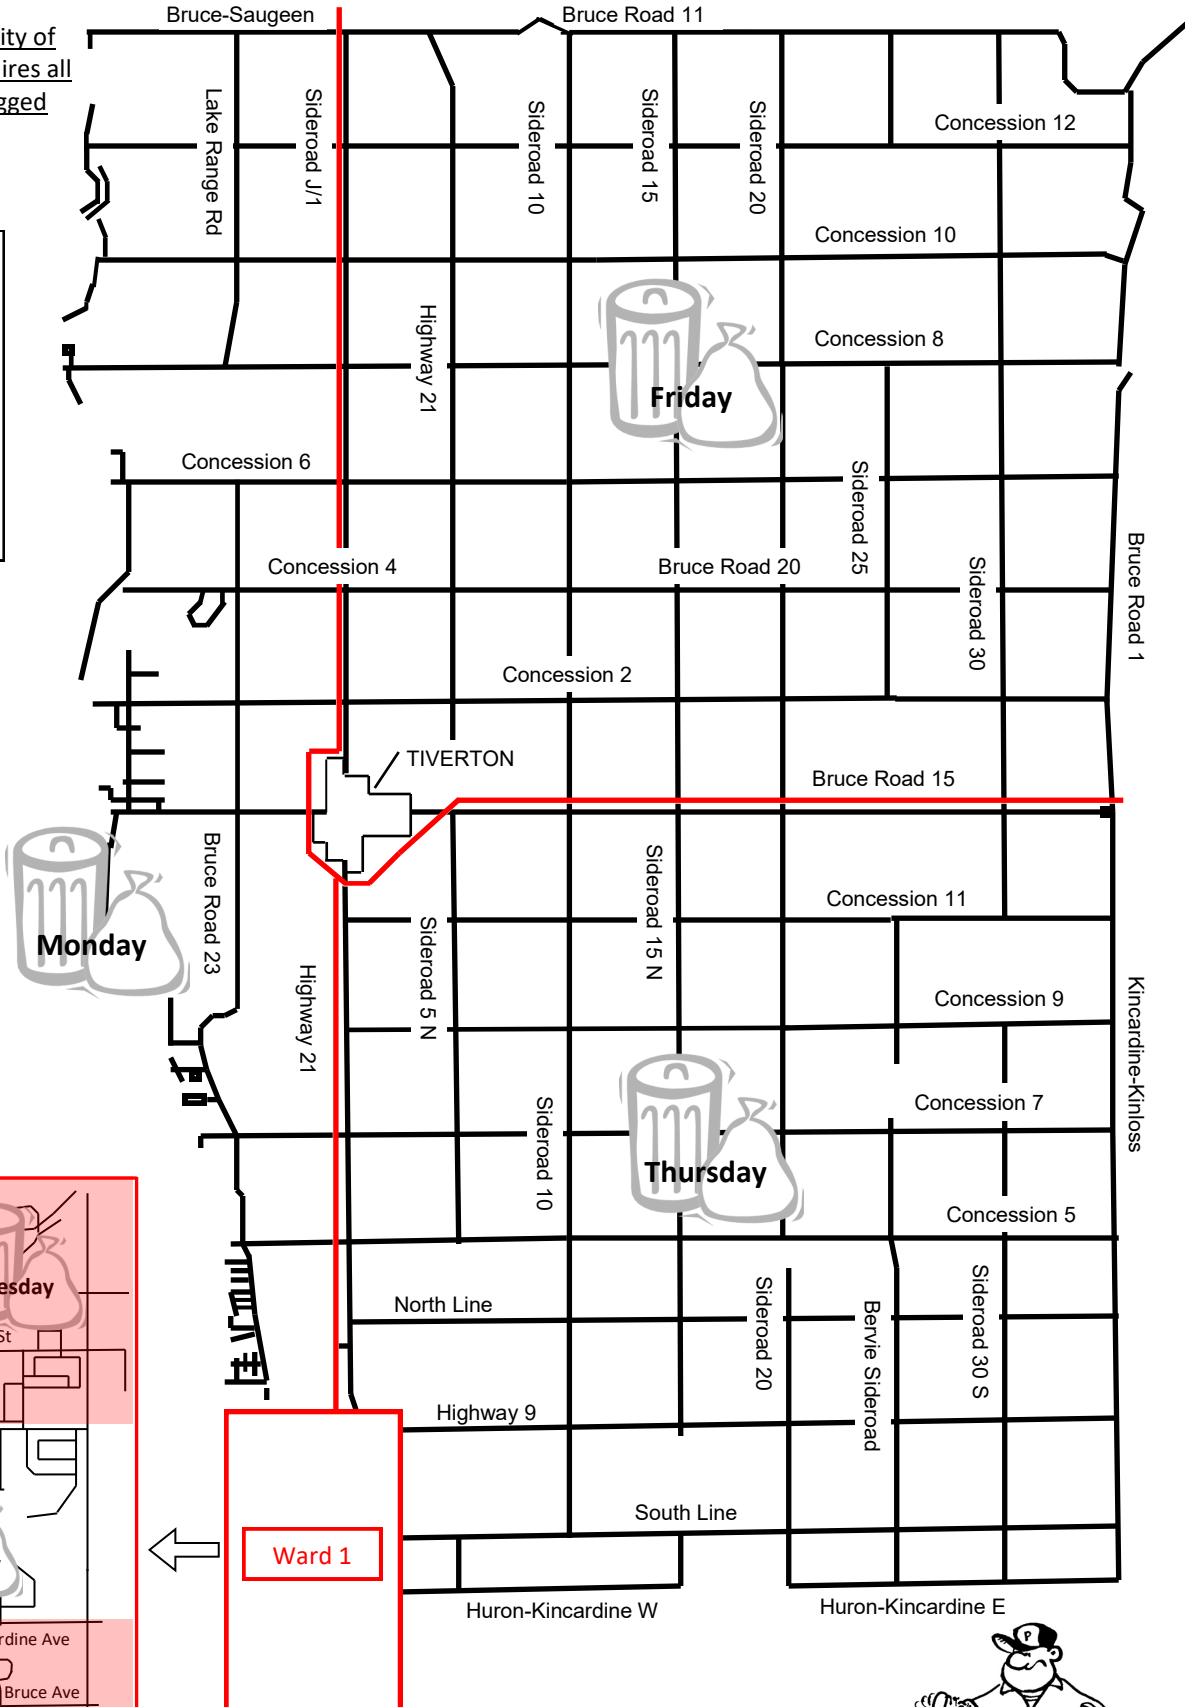 Bruce-Saugeen
Bruce Road 11
ity of
ires all
gged
Lake Range Rd
Sideroad J/1
Sideroad 10
Sideroad 15
Sideroad 20
Concession 12
Concession 10
Highway 21
Concession 8
Friday
Concession 6
Sideroad 25
Concession 4
Bruce Road 20
Sideroad 30
Bruce Road 1
Concession 2
TIVERTON
Bruce Road 15
Bruce Road 23
Sideroad 15 N
Concession 11
Monday
Sideroad 5 N
Highway 21
Concession 9
Kincardine-Kinloss
Sideroad 10
Concession 7
Thursday
Concession 5
esday
North Line
Sideroad 20
Bervie Sideroad
Sideroad 30 S
St
Highway 9
South Line
Ward 1
Huron-Kincardine W
Huron-Kincardine E
rdine Ave
Bruce Ave
P